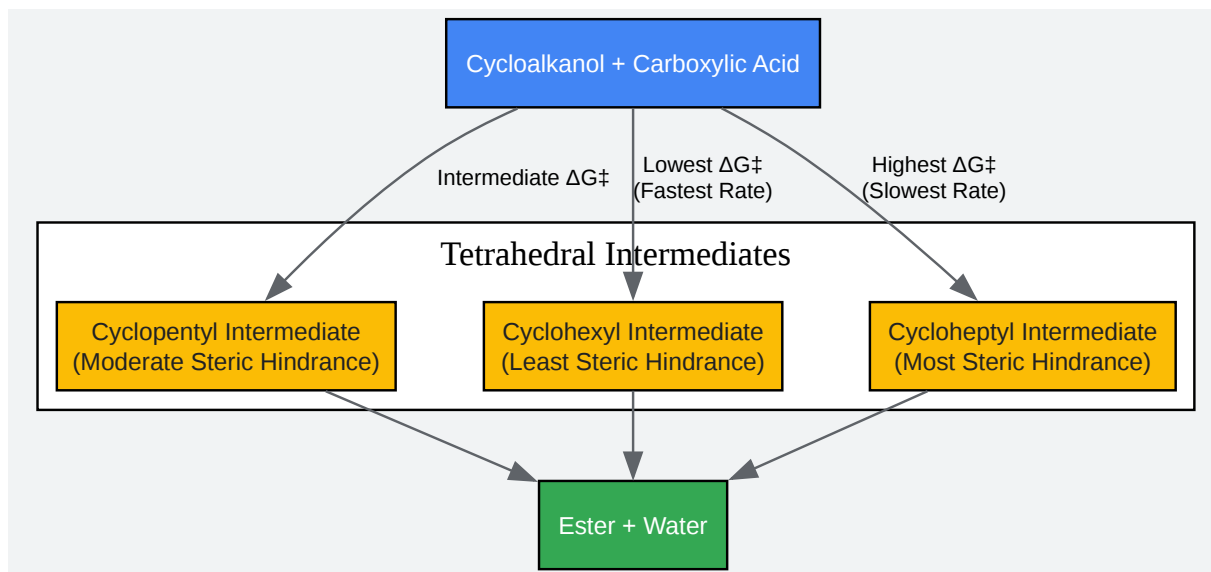 Cycloalkanol + Carboxylic Acid
Intermediate ΔG‡
Lowest ΔG‡
(Fastest Rate)
Highest ΔG‡
(Slowest Rate)
Tetrahedral Intermediates
Cyclopentyl Intermediate
(Moderate Steric Hindrance)
Cyclohexyl Intermediate
(Least Steric Hindrance)
Cycloheptyl Intermediate
(Most Steric Hindrance)
Ester + Water